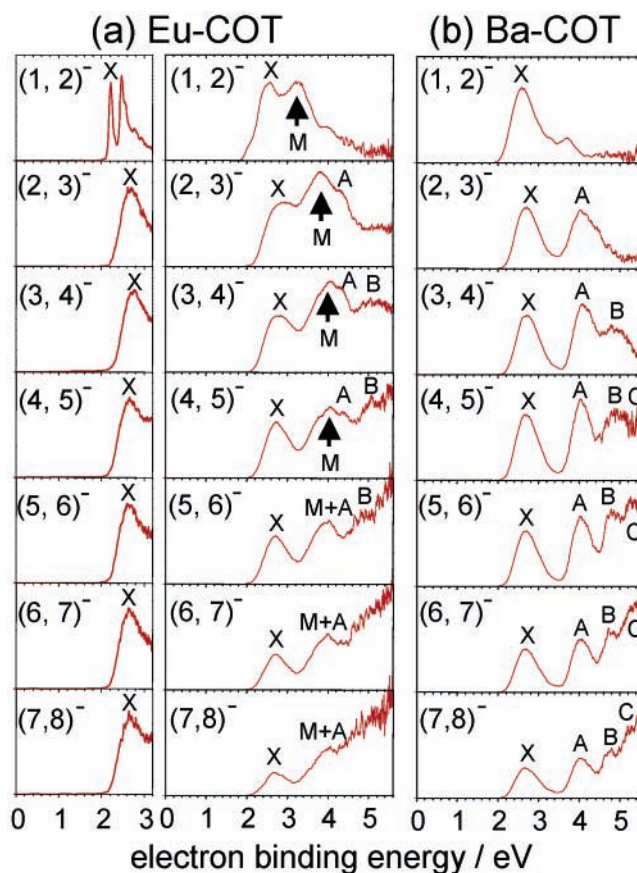 (a) Eu-COT (b) Ba-COT
(1, 2)⁻ X (1, 2)⁻ X M (1, 2)⁻ X
(2, 3)⁻ X (2, 3)⁻ X M A (2, 3)⁻ X A
(3, 4)⁻ X (3, 4)⁻ X M A B (3, 4)⁻ X A B
(4, 5)⁻ X (4, 5)⁻ X M A B (4, 5)⁻ X A B C
(5, 6)⁻ X (5, 6)⁻ X M+A B (5, 6)⁻ X A B C
(6, 7)⁻ X (6, 7)⁻ X M+A (6, 7)⁻ X A B C
(7,8)⁻ X (7,8)⁻ X M+A (7,8)⁻ X A B C
0 1 2 3 0 1 2 3 4 5 0 1 2 3 4 5
electron binding energy / eV